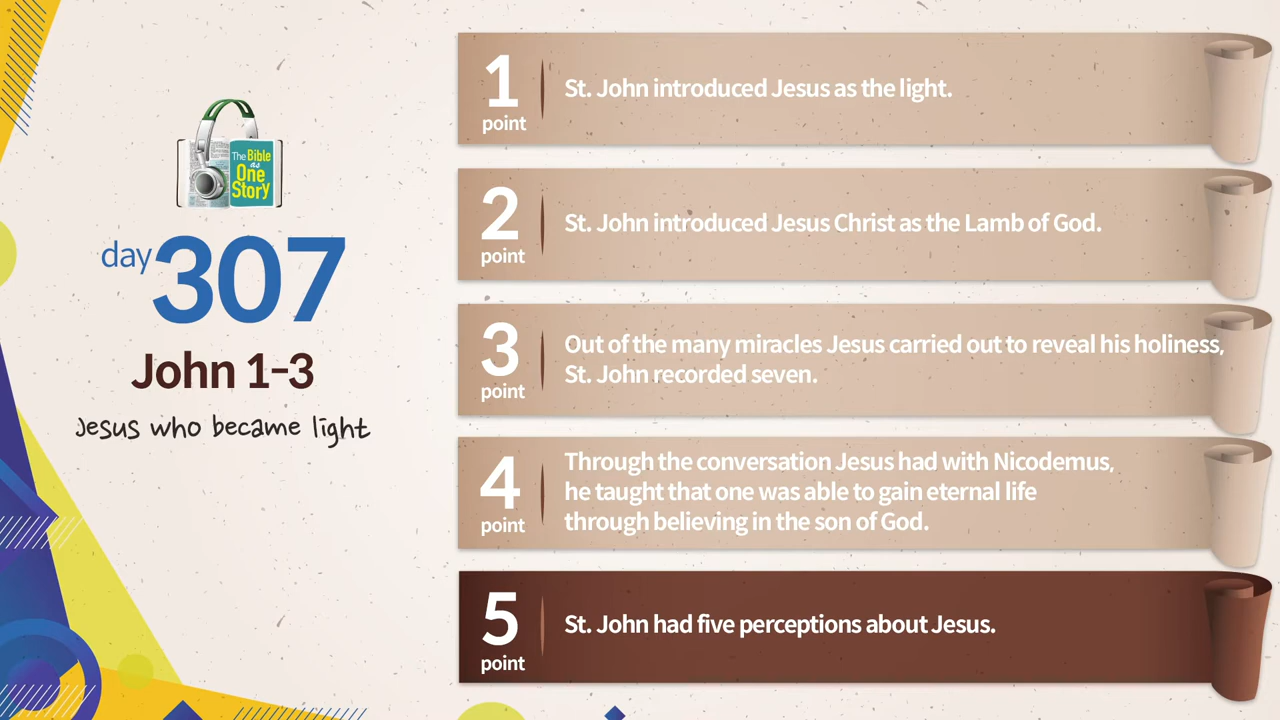 The Bible
as
One
Story
day 307
John 1–3
Jesus who became light
1
point
St. John introduced Jesus as the light.
2
point
St. John introduced Jesus Christ as the Lamb of God.
3
point
Out of the many miracles Jesus carried out to reveal his holiness,
St. John recorded seven.
4
point
Through the conversation Jesus had with Nicodemus,
he taught that one was able to gain eternal life
through believing in the son of God.
5
point
St. John had five perceptions about Jesus.